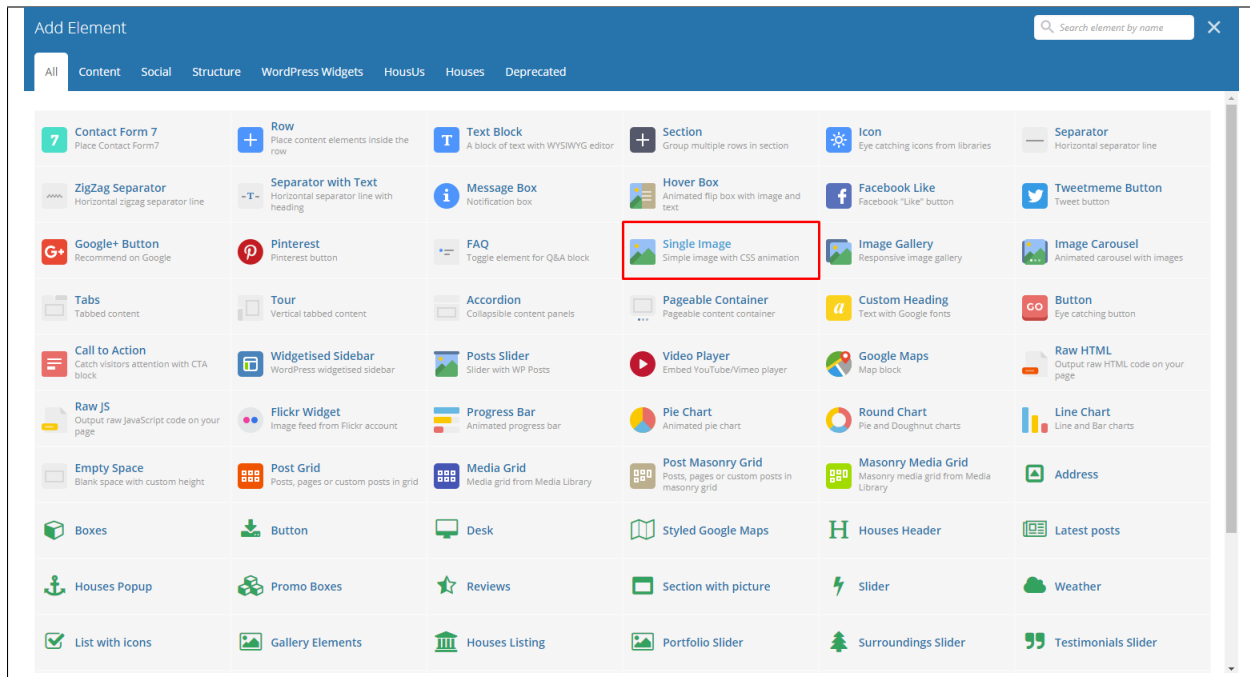 Add Element
Search element by name
All Content Social Structure WordPress Widgets HousUs Houses Deprecated
7 Contact Form 7
Place Contact Form7
Row
Place content elements inside the
row
T Text Block
A block of text with WYSIWYG editor
Section
Group multiple rows in section
Icon
Eye catching icons from libraries
Separator
Horizontal separator line
ZigZag Separator
Horizontal zigzag separator line
-T- Separator with Text
Horizontal separator line with
heading
i Message Box
Notification box
Hover Box
Animated flip box with image and
text
f Facebook Like
Facebook "Like" button
Tweetmeme Button
Tweet button
G+ Google+ Button
Recommend on Google
Pinterest
Pinterest button
FAQ
Toggle element for Q&A block
Single Image
Simple image with CSS animation
Image Gallery
Responsive image gallery
Image Carousel
Animated carousel with images
Tabs
Tabbed content
Tour
Vertical tabbed content
Accordion
Collapsible content panels
Pageable Container
Pageable content container
a Custom Heading
Text with Google fonts
GO Button
Eye catching button
Call to Action
Catch visitors attention with CTA
block
Widgetised Sidebar
WordPress widgetised sidebar
Posts Slider
Slider with WP Posts
Video Player
Embed YouTube/Vimeo player
Google Maps
Map block
Raw HTML
Output raw HTML code on your
page
Raw JS
Output raw JavaScript code on your
page
Flickr Widget
Image feed from Flickr account
Progress Bar
Animated progress bar
Pie Chart
Animated pie chart
Round Chart
Pie and Doughnut charts
Line Chart
Line and Bar charts
Empty Space
Blank space with custom height
Post Grid
Posts, pages or custom posts in grid
Media Grid
Media grid from Media Library
Post Masonry Grid
Posts, pages or custom posts in
masonry grid
Masonry Media Grid
Masonry media grid from Media
Library
Address
Boxes
Button
Desk
Styled Google Maps
H Houses Header
Latest posts
Houses Popup
Promo Boxes
Reviews
Section with picture
Slider
Weather
List with icons
Gallery Elements
Houses Listing
Portfolio Slider
Surroundings Slider
Testimonials Slider